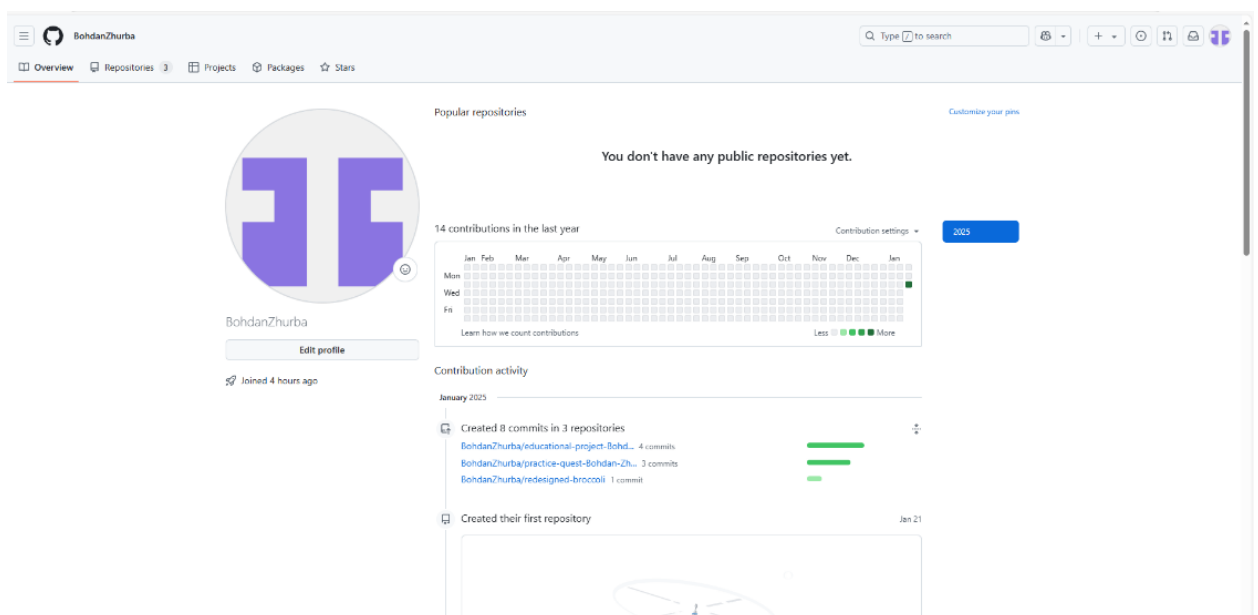 BohdanZhurba
Type / to search
Overview
Repositories 3
Projects
Packages
Stars
Popular repositories
Customize your pins
You don't have any public repositories yet.
14 contributions in the last year
Contribution settings
2025
Jan Feb Mar Apr May Jun Jul Aug Sep Oct Nov Dec Jan
Mon
Wed
Fri
Learn how we count contributions
Less
More
BohdanZhurba
Edit profile
Joined 4 hours ago
Contribution activity
January 2025
Created 8 commits in 3 repositories
BohdanZhurba/educational-project-Bohd... 4 commits
BohdanZhurba/practice-quest-Bohdan-Zh... 3 commits
BohdanZhurba/redesigned-broccoli 1 commit
Created their first repository
Jan 21